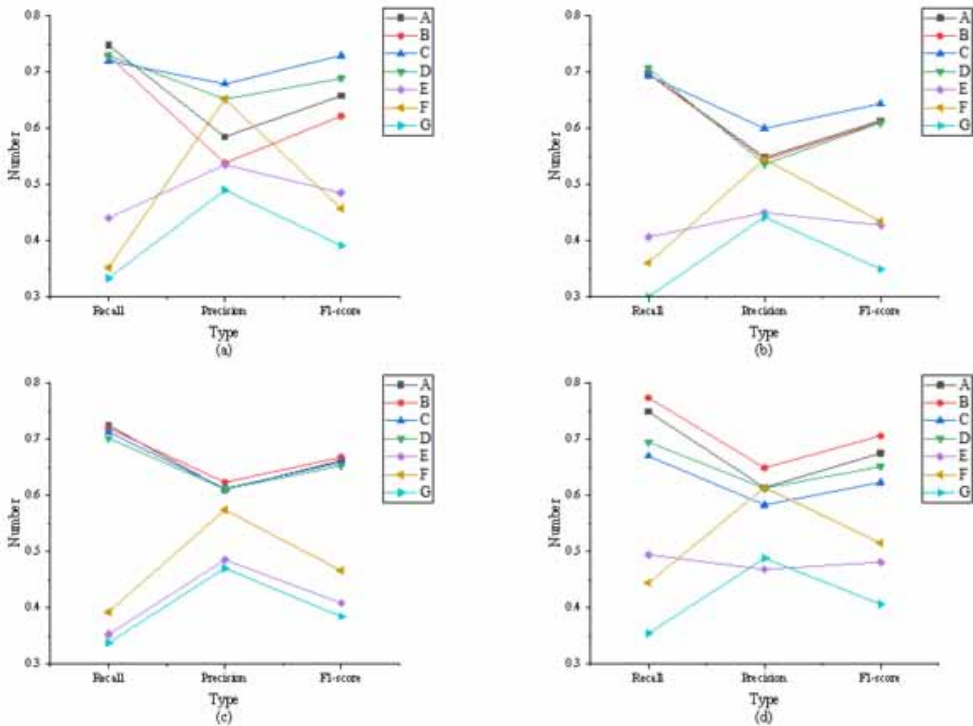 0.8
0.7
0.6
0.5
0.4
0.3
Number
Recall
Precision
F1-score
Type
(a)
A
B
C
D
E
F
G
0.8
0.7
0.6
0.5
0.4
0.3
Number
Recall
Precision
F1-score
Type
(b)
A
B
C
D
E
F
G
0.8
0.7
0.6
0.5
0.4
0.3
Number
Recall
Precision
F1-score
Type
(c)
A
B
C
D
E
F
G
0.8
0.7
0.6
0.5
0.4
0.3
Number
Recall
Precision
F1-score
Type
(d)
A
B
C
D
E
F
G